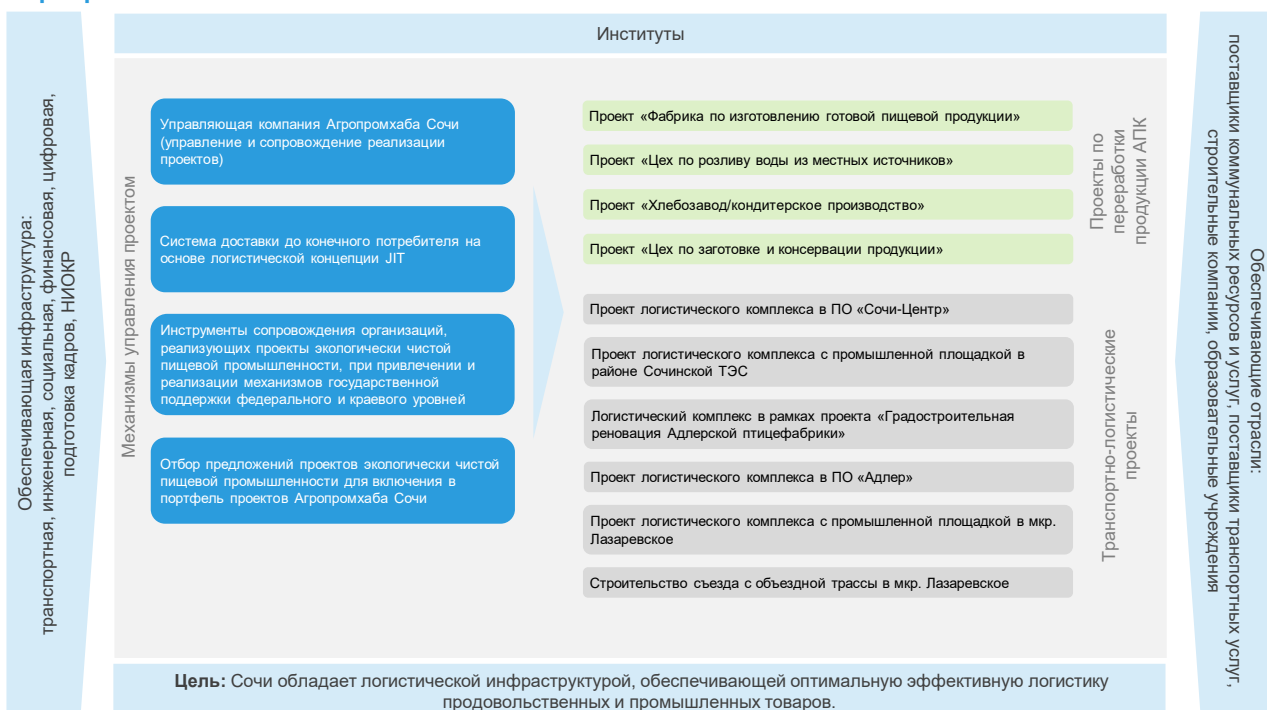 Институты
Обеспечивающая инфраструктура:
транспортная, инженерная, социальная, финансовая, цифровая,
подготовка кадров, НИОКР
Механизмы управления проектом
Управляющая компания Агропромхаба Сочи
(управление и сопровождение реализации
проектов)
Система доставки до конечного потребителя на
основе логистической концепции JIT
Инструменты сопровождения организаций,
реализующих проекты экологически чистой
пищевой промышленности, при привлечении и
реализации механизмов государственной
поддержки федерального и краевого уровней
Отбор предложений проектов экологически чистой
пищевой промышленности для включения в
портфель проектов Агропромхаба Сочи
Проект «Фабрика по изготовлению готовой пищевой продукции»
Проект «Цех по розливу воды из местных источников»
Проект «Хлебозавод/кондитерское производство»
Проект «Цех по заготовке и консервации продукции»
Проекты по
переработки
продукции АПК
Проект логистического комплекса в ПО «Сочи-Центр»
Проект логистического комплекса с промышленной площадкой в
районе Сочинской ТЭС
Логистический комплекс в рамках проекта «Градостроительная
реновация Адлерской птицефабрики»
Проект логистического комплекса в ПО «Адлер»
Проект логистического комплекса с промышленной площадкой в мкр.
Лазаревское
Строительство съезда с объездной трассы в мкр. Лазаревское
Транспортно-логистические
проекты
Обеспечивающие отрасли:
поставщики коммунальных ресурсов и услуг, поставщики транспортных услуг,
строительные компании, образовательные учреждения
Цель: Сочи обладает логистической инфраструктурой, обеспечивающей оптимальную эффективную логистику
продовольственных и промышленных товаров.